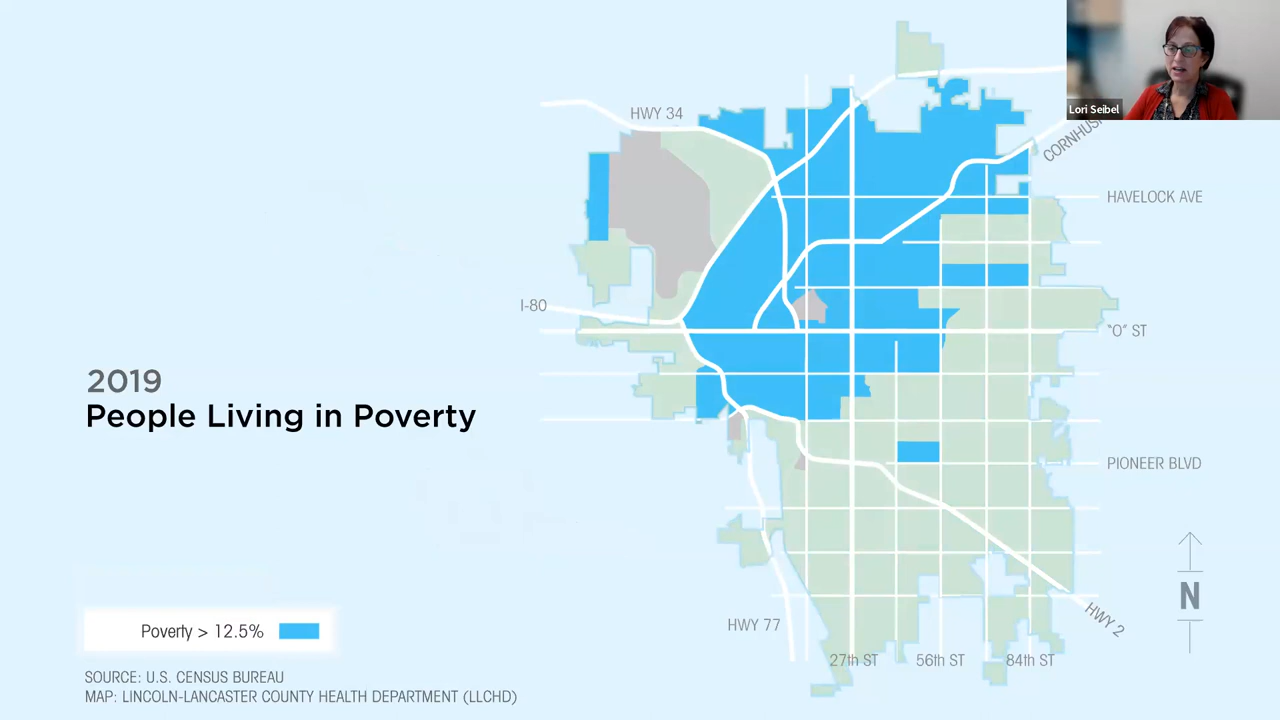 Lori Seibel
HWY 34
HAVELOCK AVE
I-80
"O" ST
2019
People Living in Poverty
PIONEER BLVD
N
HWY 2
HWY 77
Poverty > 12.5%
27th ST
56th ST
84th ST
SOURCE: U.S. CENSUS BUREAU
MAP: LINCOLN-LANCASTER COUNTY HEALTH DEPARTMENT (LLCHD)